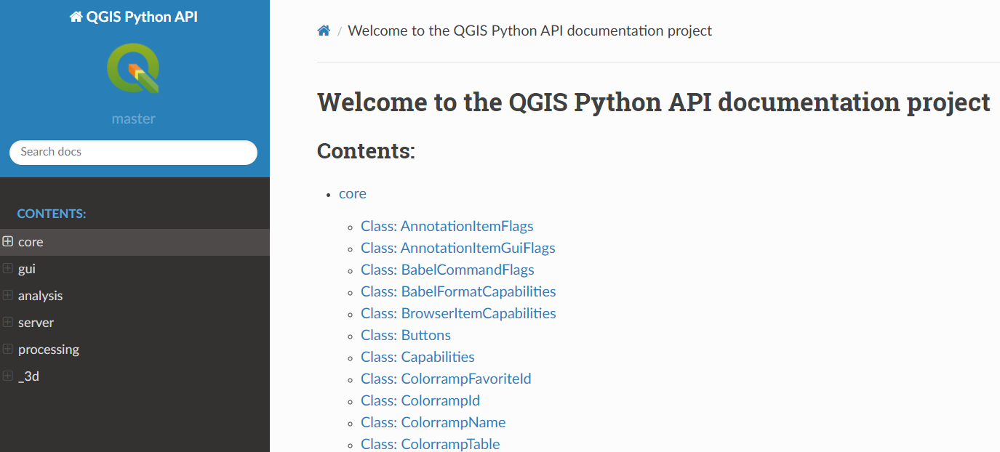 QGIS Python API
master
Search docs
CONTENTS:
core
gui
analysis
server
processing
_3d
/ Welcome to the QGIS Python API documentation project
Welcome to the QGIS Python API documentation project
Contents:
• core
◦ Class: AnnotationItemFlags
◦ Class: AnnotationItemGuiFlags
◦ Class: BabelCommandFlags
◦ Class: BabelFormatCapabilities
◦ Class: BrowserItemCapabilities
◦ Class: Buttons
◦ Class: Capabilities
◦ Class: ColorrampFavoriteId
◦ Class: ColorrampId
◦ Class: ColorrampName
◦ Class: ColorrampTable